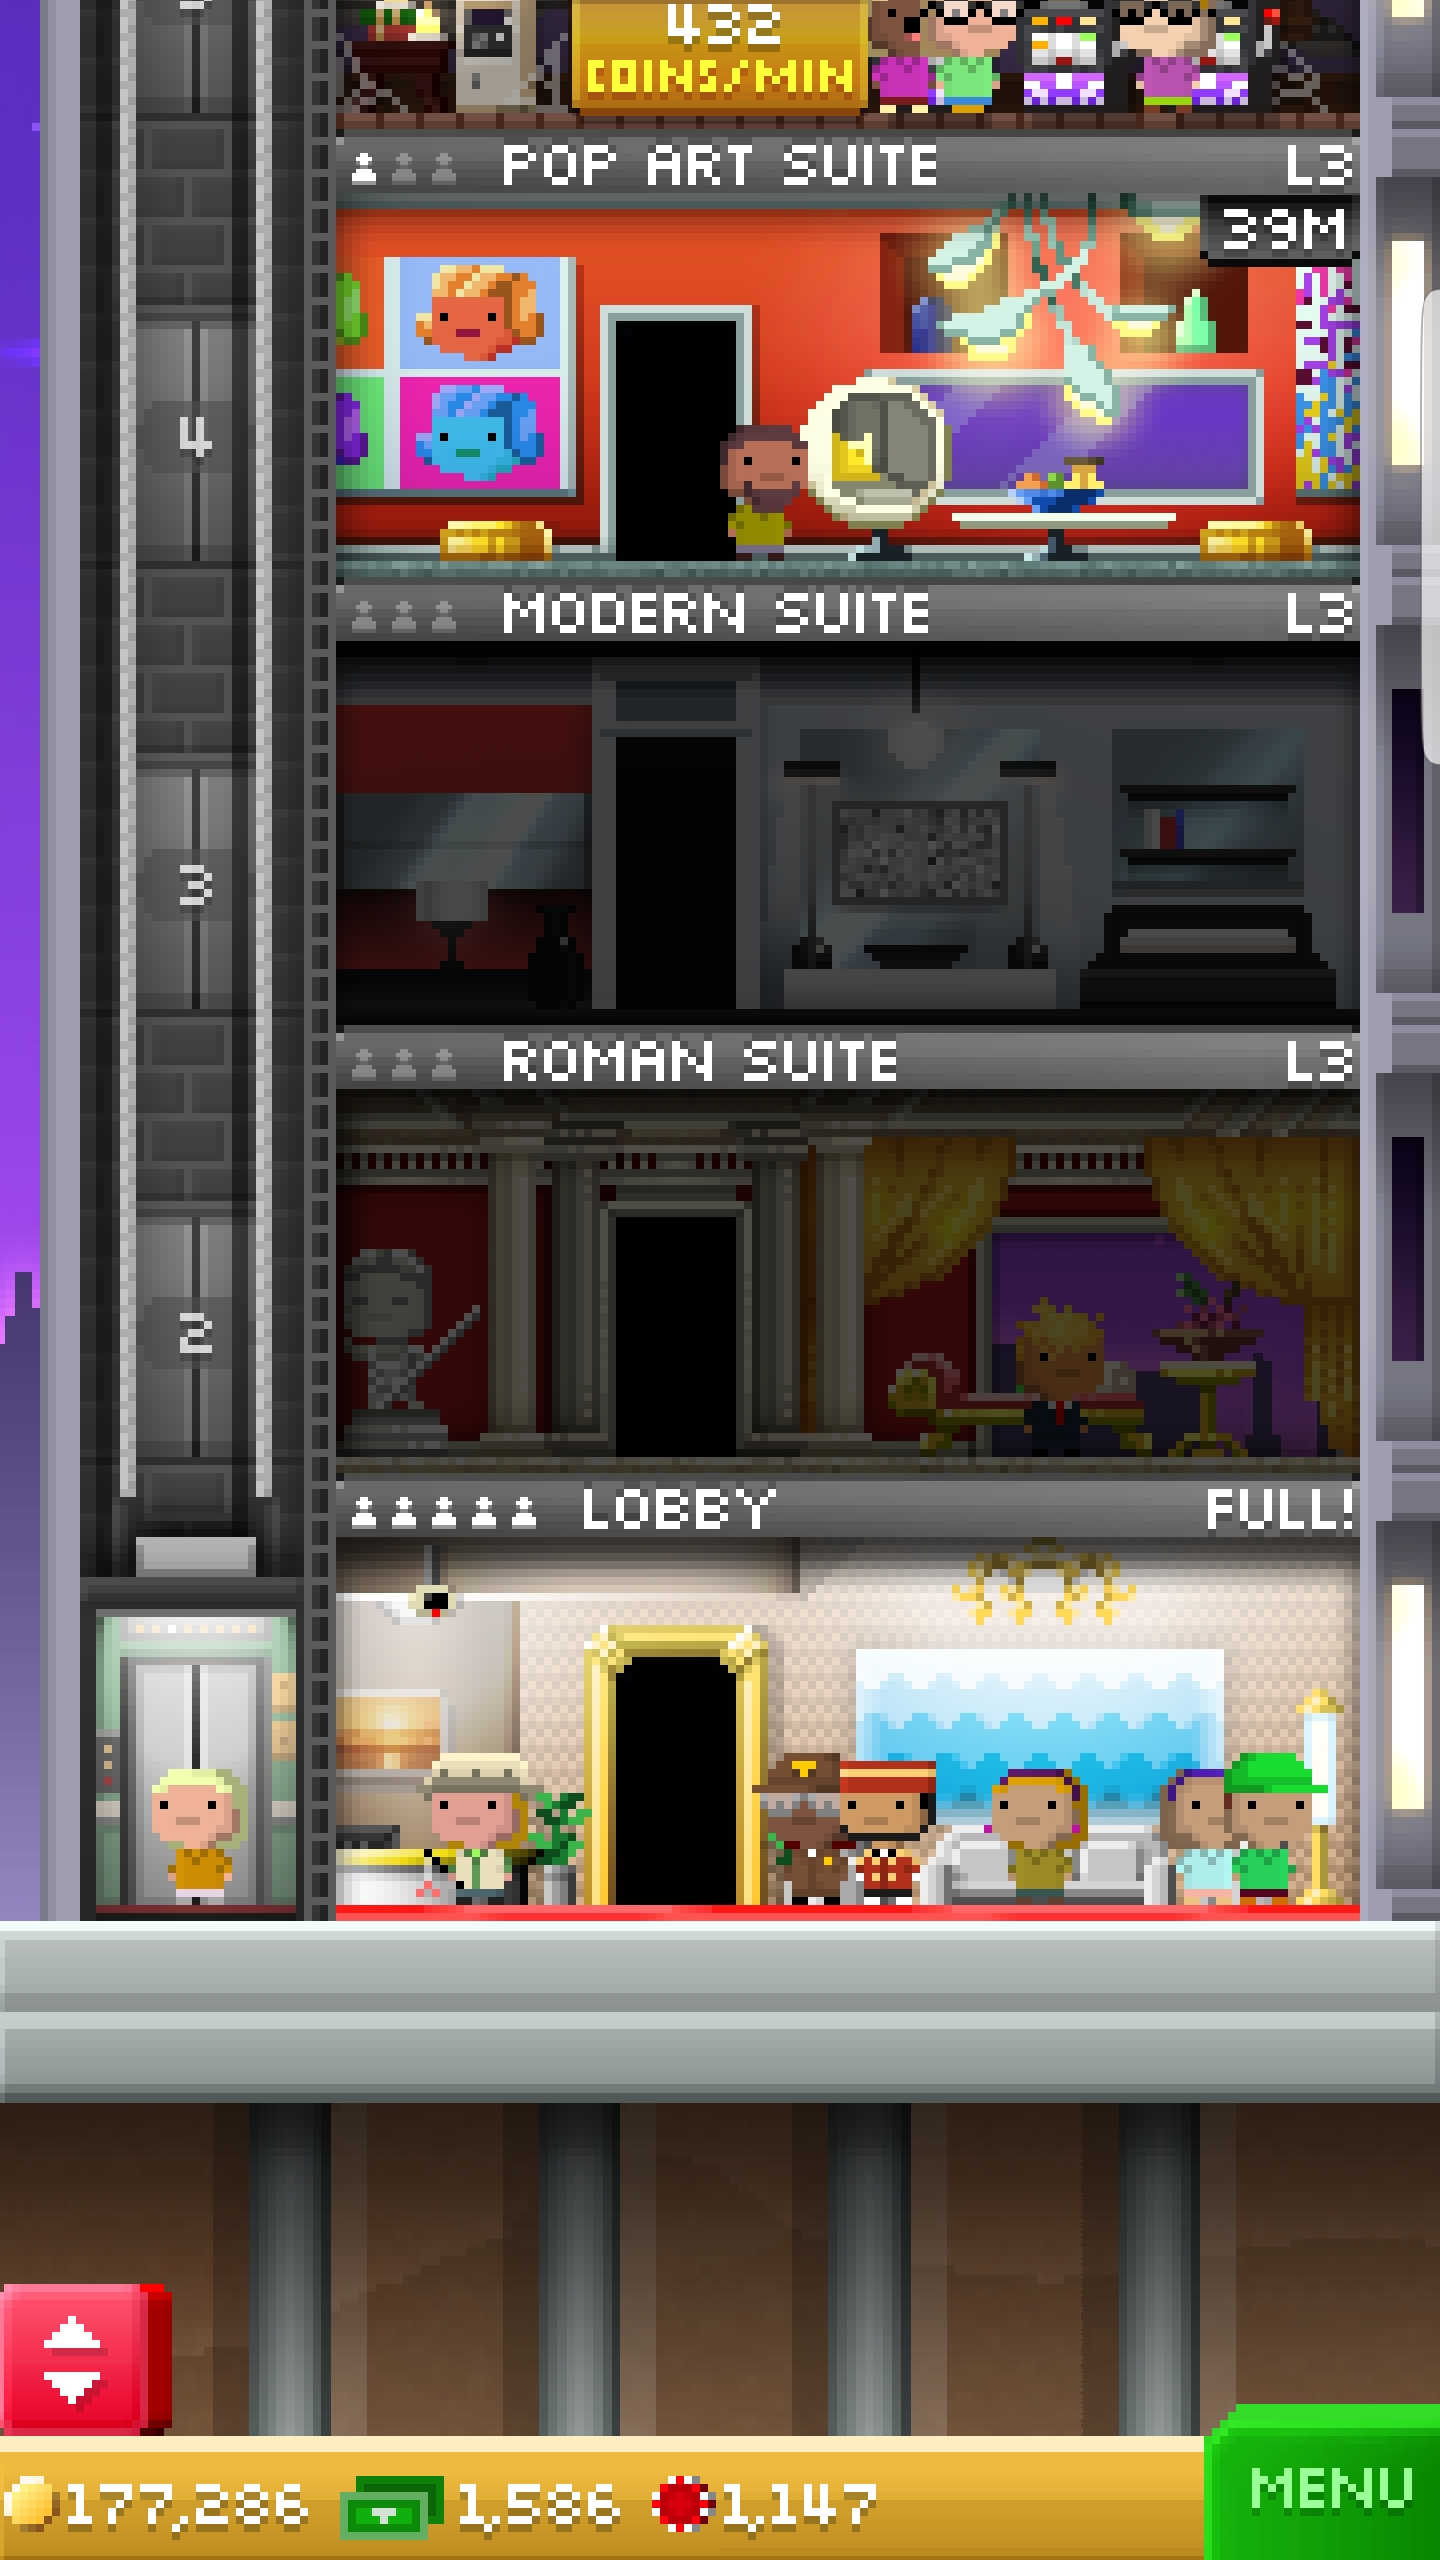 432
COINS/MIN
POP ART SUITE L3
39M
4
MODERN SUITE L3
3
ROMAN SUITE L3
2
LOBBY FULL!
177,286 1,586 1,147
MENU